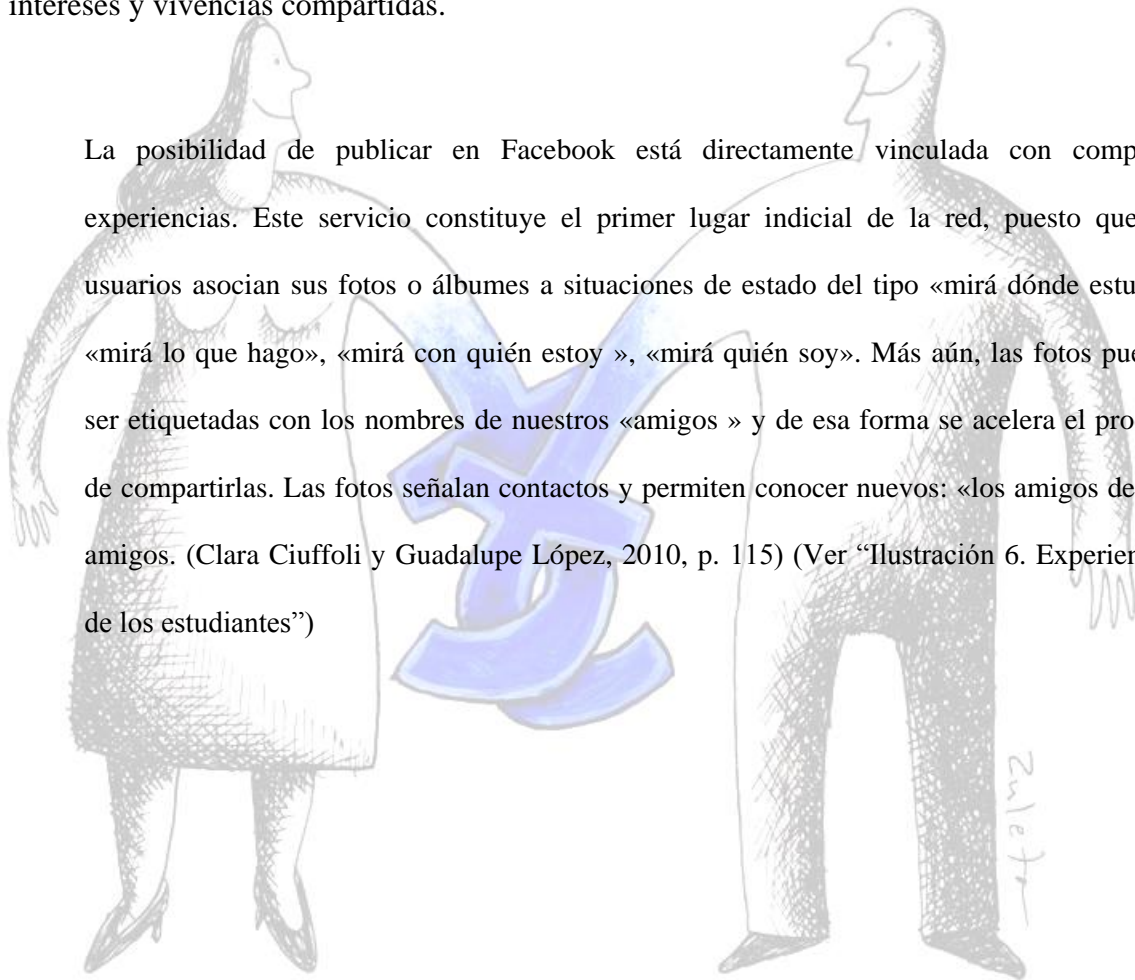 intereses y vivencias compartidas.
La posibilidad de publicar en Facebook está directamente vinculada con comp
experiencias. Este servicio constituye el primer lugar indicial de la red, puesto que
usuarios asocian sus fotos o álbumes a situaciones de estado del tipo «mirá dónde estu
«mirá lo que hago», «mirá con quién estoy », «mirá quién soy». Más aún, las fotos pue
ser etiquetadas con los nombres de nuestros «amigos » y de esa forma se acelera el pro
de compartirlas. Las fotos señalan contactos y permiten conocer nuevos: «los amigos de
amigos. (Clara Ciuffoli y Guadalupe López, 2010, p. 115) (Ver “Ilustración 6. Experien
de los estudiantes”)
Zuleta